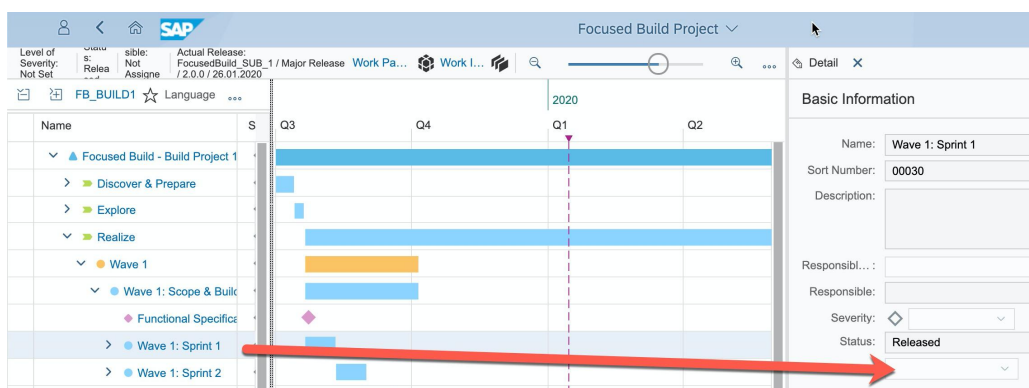 SAP
Focused Build Project
Level of
Severity:
Not Set
Status:
Relea
sible:
Not
Assigne
Actual Release:
FocusedBuild_SUB_1 / Major Release
/ 2.0.0 / 26.01.2020
Work Pa...
Work I...
Detail
FB_BUILD1
Language
2020
Basic Information
Name
S
Q3
Q4
Q1
Q2
Name:
Wave 1: Sprint 1
Focused Build - Build Project 1
Sort Number:
00030
Discover & Prepare
Description:
Explore
Realize
Wave 1
Responsibl... :
Wave 1: Scope & Build
Responsible:
Functional Specifica
Severity:
Wave 1: Sprint 1
Status:
Released
Wave 1: Sprint 2